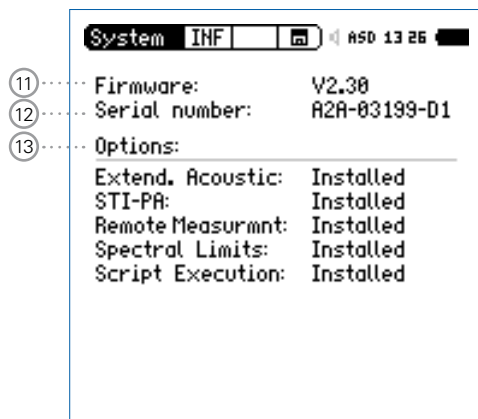 System INF ASD 13 26
11 Firmware: V2.30
12 Serial number: A2A-03199-D1
13 Options:
Extend. Acoustic: Installed
STI-PA: Installed
Remote Measurmnt: Installed
Spectral Limits: Installed
Script Execution: Installed